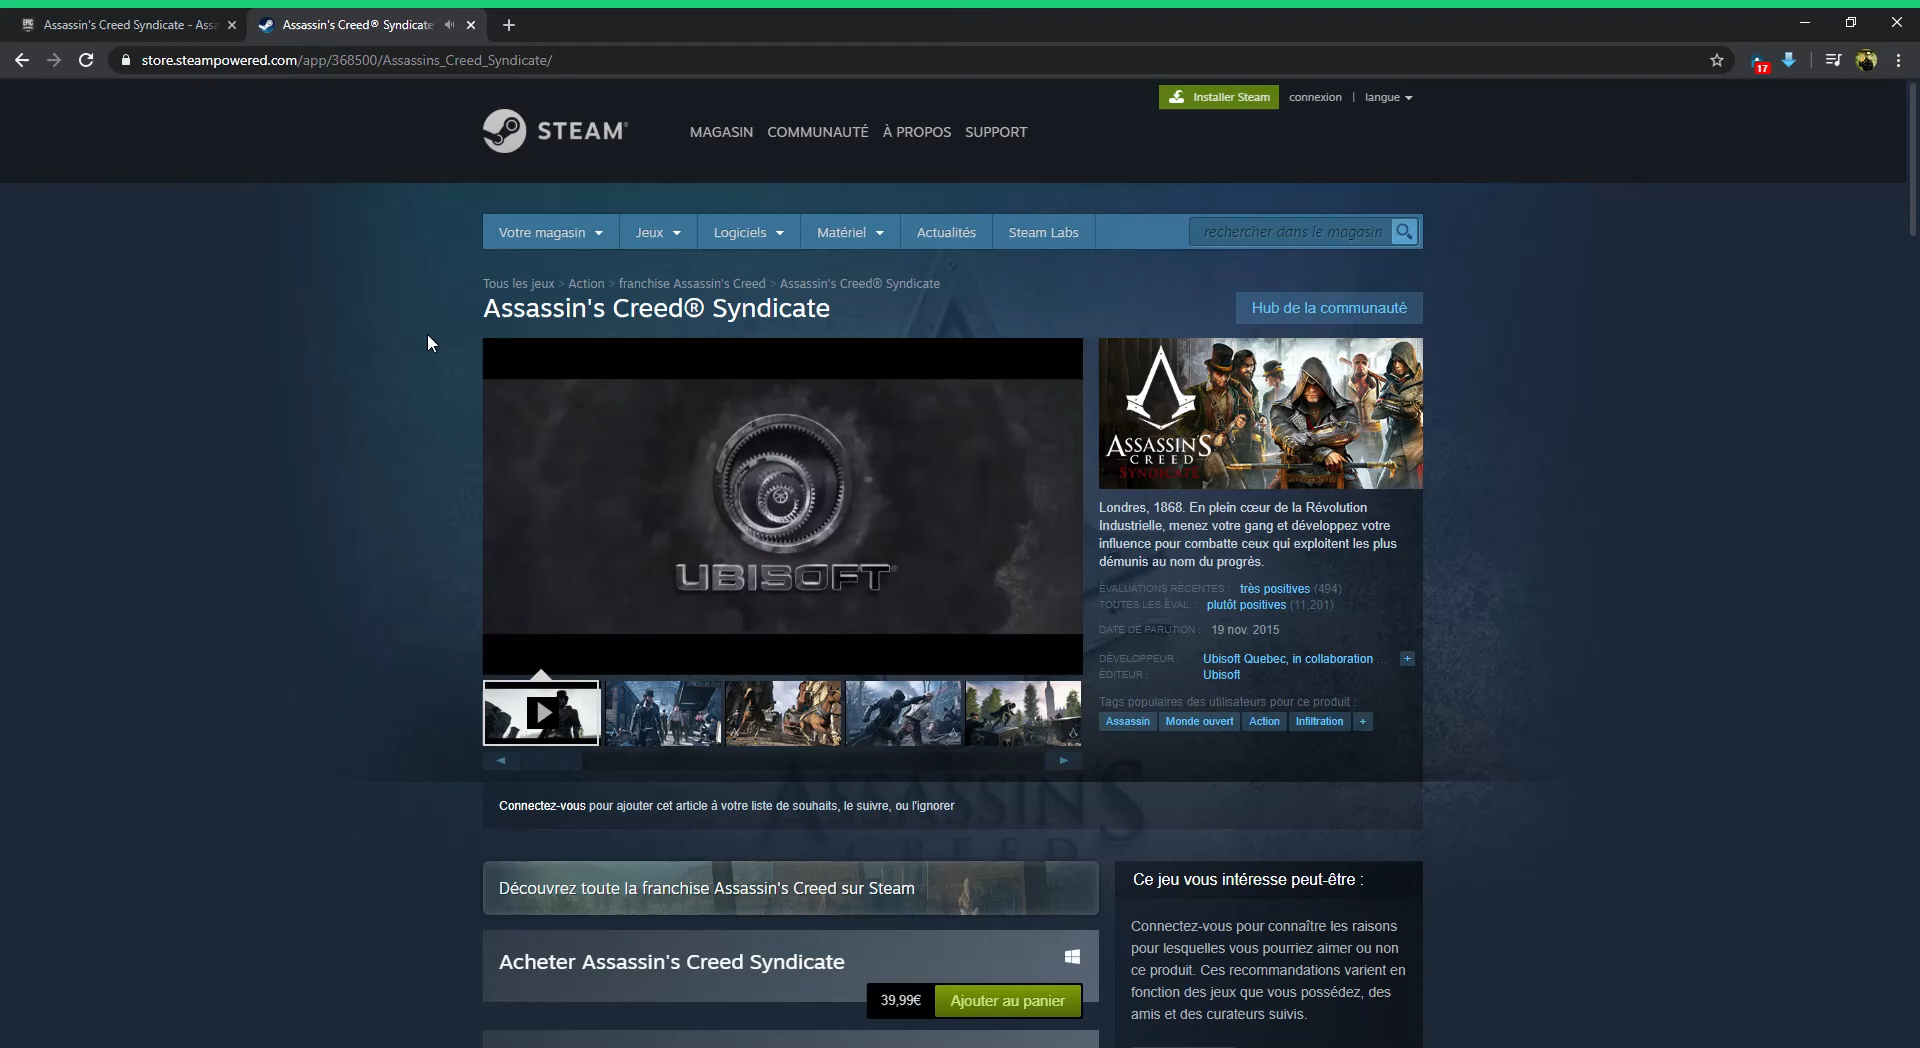 Assassin's Creed Syndicate - Assa
Assassin's Creed® Syndicate
store.steampowered.com/app/368500/Assassins_Creed_Syndicate/
17
Installer Steam
connexion | langue
STEAM®
MAGASIN COMMUNAUTÉ À PROPOS SUPPORT
Votre magasin Jeux Logiciels Matériel Actualités Steam Labs rechercher dans le magasin
Tous les jeux > Action > franchise Assassin's Creed > Assassin's Creed® Syndicate
Assassin's Creed® Syndicate
Hub de la communauté
UBISOFT®
ASSASSIN'S
CREED
SYNDICATE
Londres, 1868. En plein cœur de la Révolution
Industrielle, menez votre gang et développez votre
influence pour combatte ceux qui exploitent les plus
démunis au nom du progrès.
ÉVALUATIONS RÉCENTES : très positives (494)
TOUTES LES ÉVAL. : plutôt positives (11,201)
DATE DE PARUTION : 19 nov. 2015
DÉVELOPPEUR : Ubisoft Quebec, in collaboration ... +
ÉDITEUR : Ubisoft
Tags populaires des utilisateurs pour ce produit :
Assassin Monde ouvert Action Infiltration +
Connectez-vous pour ajouter cet article à votre liste de souhaits, le suivre, ou l'ignorer
ASSASSIN'S
CREED
Découvrez toute la franchise Assassin's Creed sur Steam
Acheter Assassin's Creed Syndicate
39,99€ Ajouter au panier
Ce jeu vous intéresse peut-être :
Connectez-vous pour connaître les raisons
pour lesquelles vous pourriez aimer ou non
ce produit. Ces recommandations varient en
fonction des jeux que vous possédez, des
amis et des curateurs suivis.